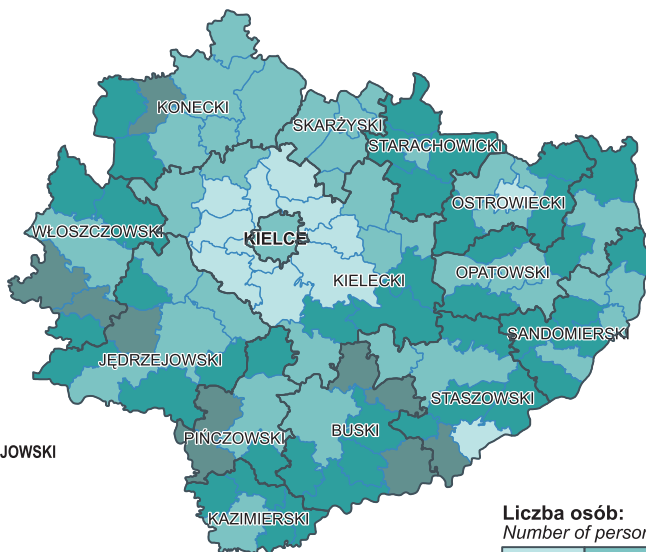 KONECKI
SKARŻYSKI
STARACHOWICKI
OSTROWIECKI
WŁOSZCZOWSKI
KIELCE
KIELECKI
OPATOWSKI
SANDOMIERSKI
JĘDRZEJOWSKI
STASZOWSKI
PIŃCZOWSKI
BUSKI
JOWSKI
KAZIMIERSKI
Liczba osób:
Number of person